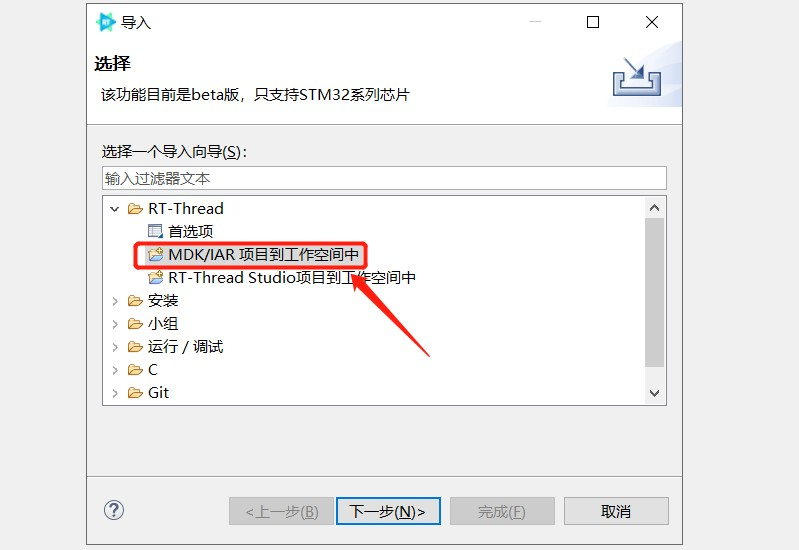 导入
选择
该功能目前是beta版，只支持STM32系列芯片
选择一个导入向导(S)：
输入过滤器文本
RT-Thread
首选项
MDK/IAR 项目到工作空间中
RT-Thread Studio项目到工作空间中
安装
小组
运行 / 调试
C
Git
<上一步(B)
下一步(N)>
完成(F)
取消